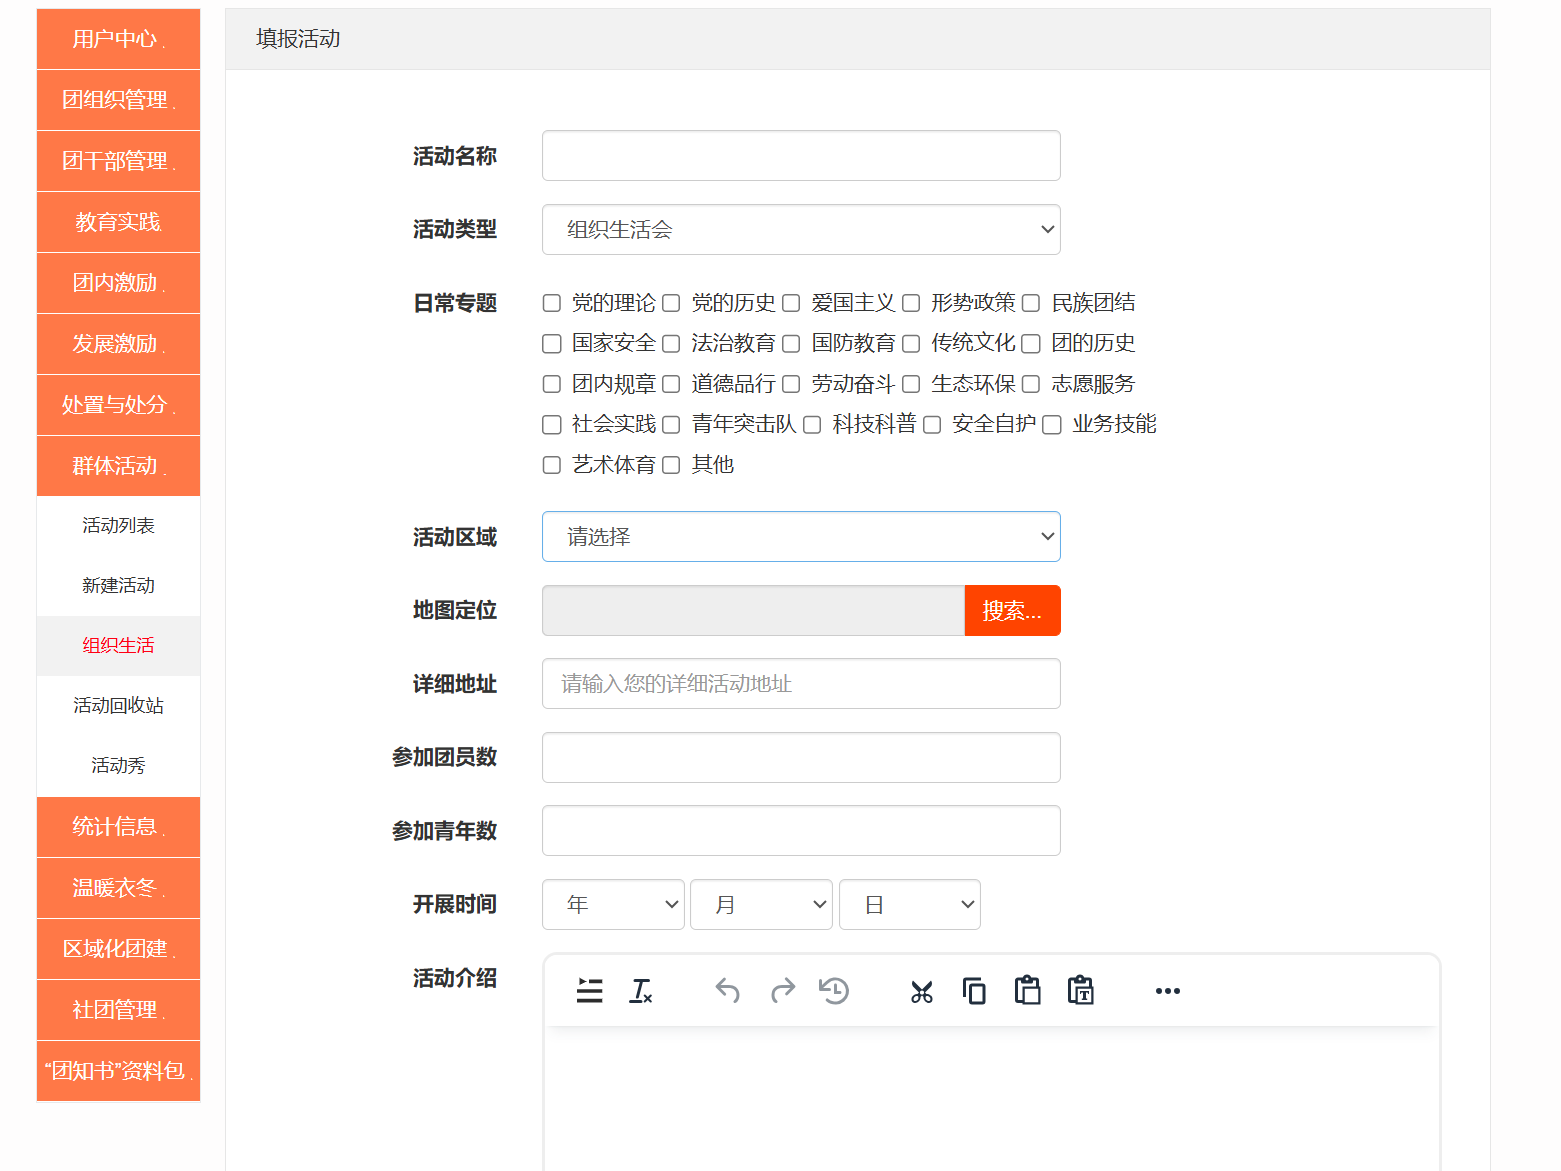 用户中心
团组织管理
团干部管理
教育实践
团内激励
发展激励
处置与处分
群体活动
活动列表
新建活动
组织生活
活动回收站
活动秀
统计信息
温暖衣冬
区域化团建
社团管理
“团知书”资料包
填报活动
活动名称
活动类型 组织生活会
日常专题 党的理论 党的历史 爱国主义 形势政策 民族团结
国家安全 法治教育 国防教育 传统文化 团的历史
团内规章 道德品行 劳动奋斗 生态环保 志愿服务
社会实践 青年突击队 科技科普 安全自护 业务技能
艺术体育 其他
活动区域 请选择
地图定位 搜索...
详细地址 请输入您的详细活动地址
参加团员数
参加青年数
开展时间 年 月 日
活动介绍